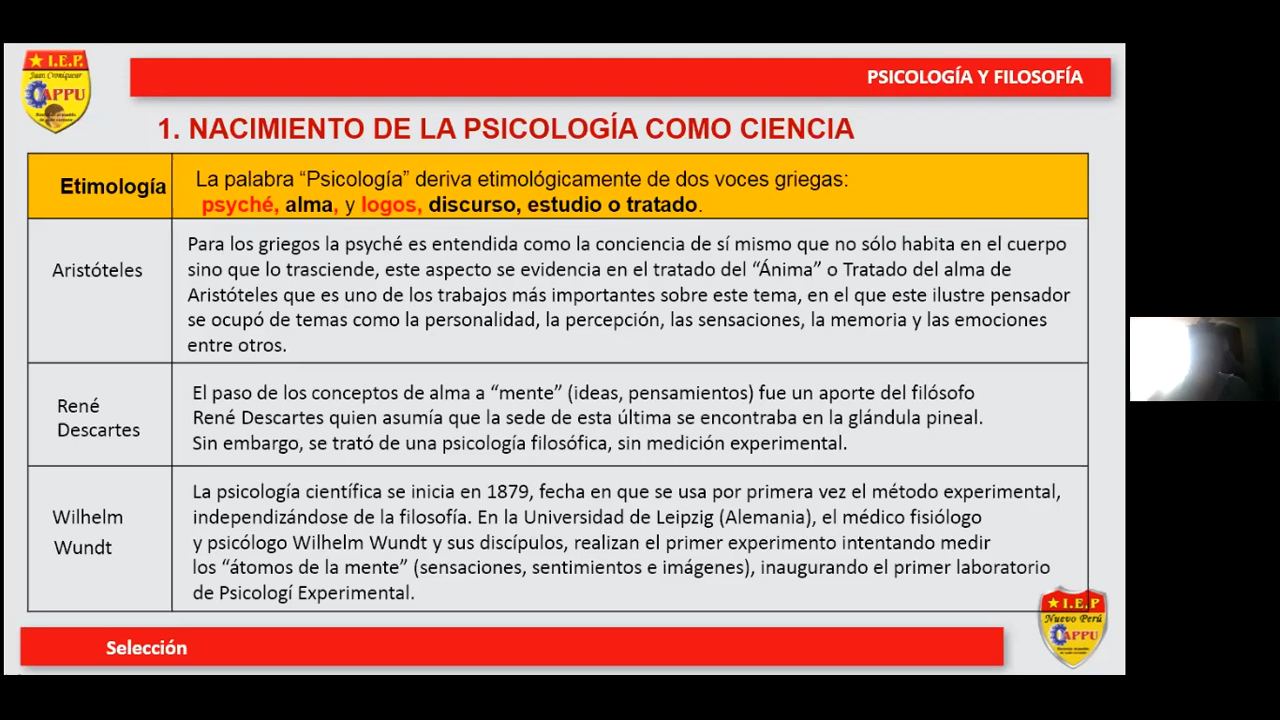 ★ I.E.P.
Juan Croniqueur
CAPPU
PSICOLOGÍA Y FILOSOFÍA
1. NACIMIENTO DE LA PSICOLOGÍA COMO CIENCIA
Etimología
La palabra “Psicología” deriva etimológicamente de dos voces griegas:
psyché, alma, y logos, discurso, estudio o tratado.
Aristóteles
Para los griegos la psyché es entendida como la conciencia de sí mismo que no sólo habita en el cuerpo
sino que lo trasciende, este aspecto se evidencia en el tratado del “Ánima” o Tratado del alma de
Aristóteles que es uno de los trabajos más importantes sobre este tema, en el que este ilustre pensador
se ocupó de temas como la personalidad, la percepción, las sensaciones, la memoria y las emociones
entre otros.
René
Descartes
El paso de los conceptos de alma a “mente” (ideas, pensamientos) fue un aporte del filósofo
René Descartes quien asumía que la sede de esta última se encontraba en la glándula pineal.
Sin embargo, se trató de una psicología filosófica, sin medición experimental.
Wilhelm
Wundt
La psicología científica se inicia en 1879, fecha en que se usa por primera vez el método experimental,
independizándose de la filosofía. En la Universidad de Leipzig (Alemania), el médico fisiólogo
y psicólogo Wilhelm Wundt y sus discípulos, realizan el primer experimento intentando medir
los “átomos de la mente” (sensaciones, sentimientos e imágenes), inaugurando el primer laboratorio
de Psicologí Experimental.
★ I.E.P
Nuevo Perú
CAPPU
Selección